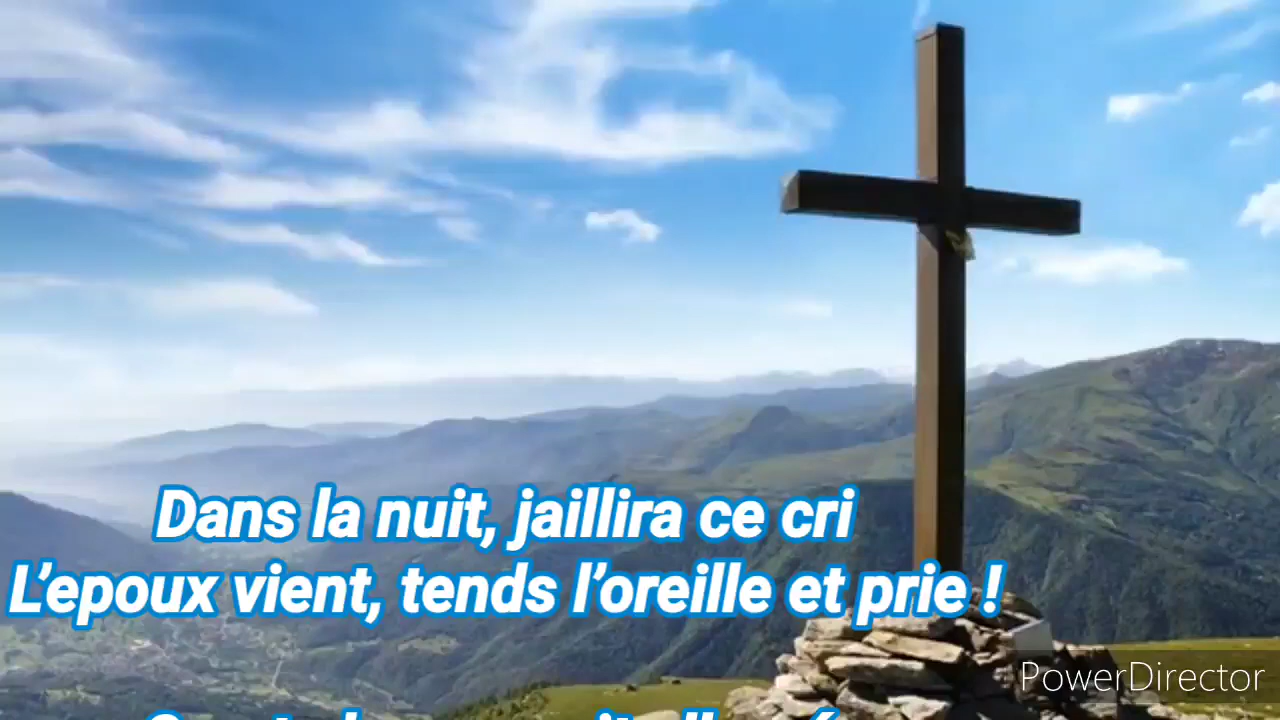 Dans la nuit, jaillira ce cri
L’epoux vient, tends l’oreille et prie !
PowerDirector